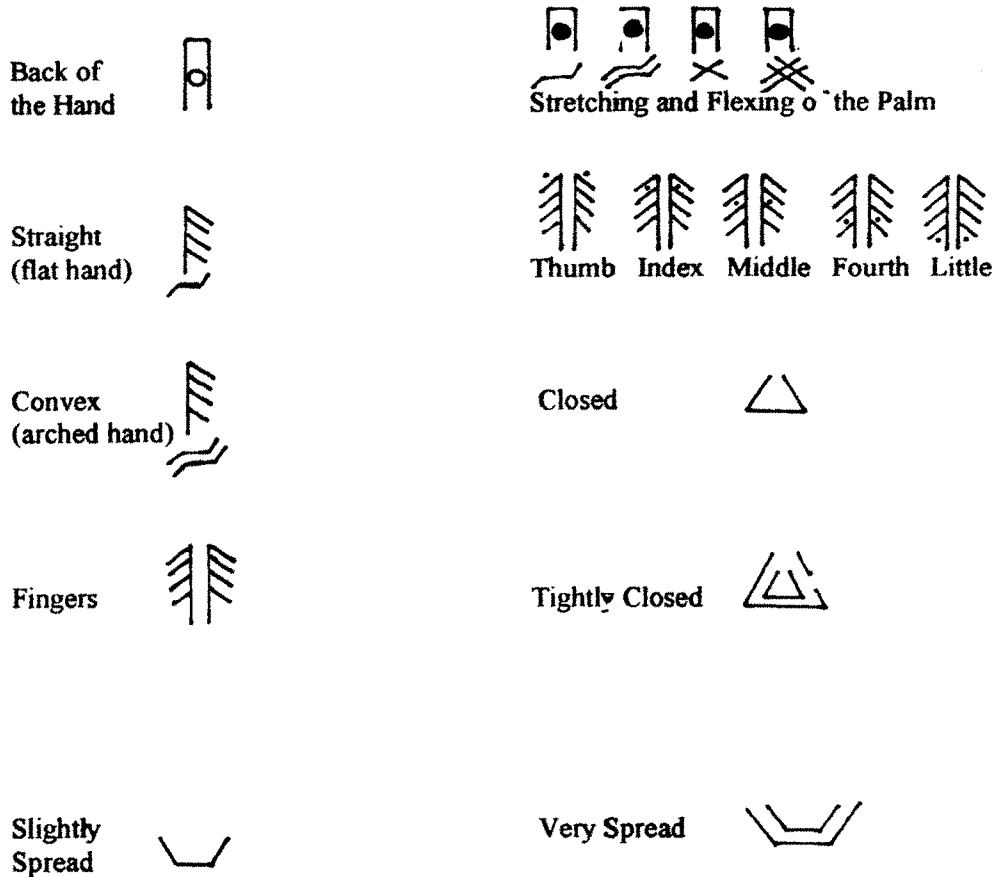 Back of
the Hand
Stretching and Flexing o the Palm
Straight
(flat hand)
Thumb Index Middle Fourth Little
Convex
(arched hand)
Closed
Fingers
Tightly Closed
Slightly
Spread
Very Spread